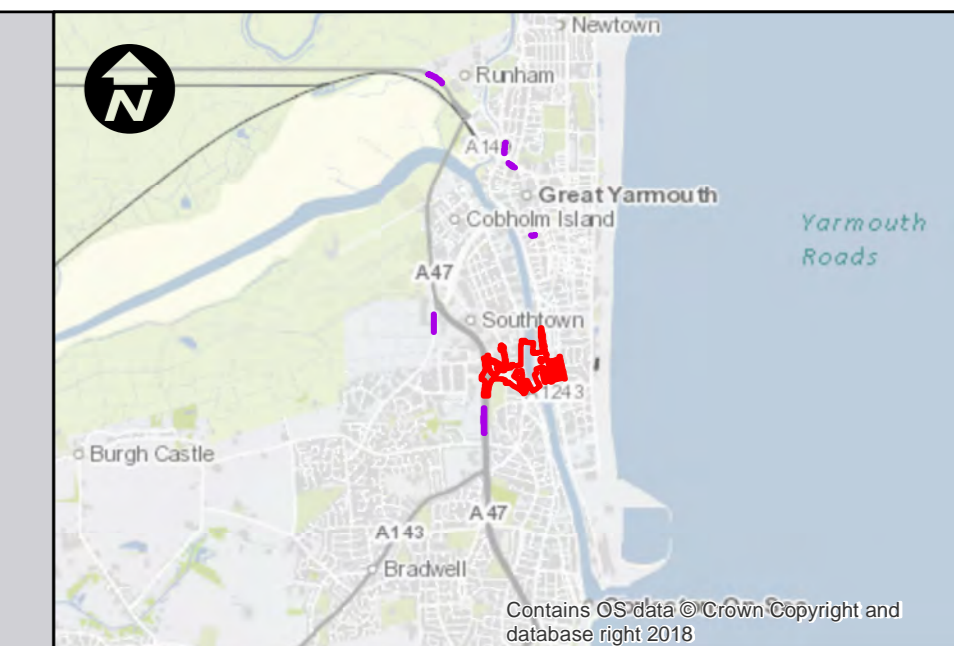 Newtown
N
Runham
A14
Great Yarmouth
Cobholm Island
Yarmouth
Roads
A47
Southtown
A1243
Burgh Castle
A47
A143
Bradwell
Contains OS data © Crown Copyright and
database right 2018